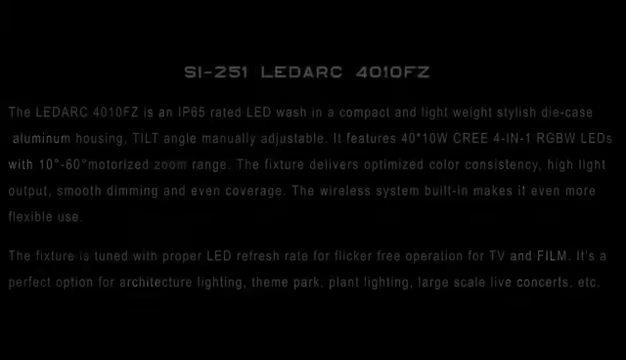 SI-251 LEDARC 4010FZ
The LEDARC 4010FZ is an IP65 rated LED wash in a compact and light weight stylish die-case
aluminum housing, TILT angle manually adjustable. It features 40*10W CREE 4-IN-1 RGBW LEDs
with 10°-60°motorized zoom range. The fixture delivers optimized color consistency, high light
output, smooth dimming and even coverage. The wireless system built-in makes it even more
flexible use.
The fixture is tuned with proper LED refresh rate for flicker free operation for TV and FILM. It's a
perfect option for architecture lighting, theme park, plant lighting, large scale live concerts, etc.